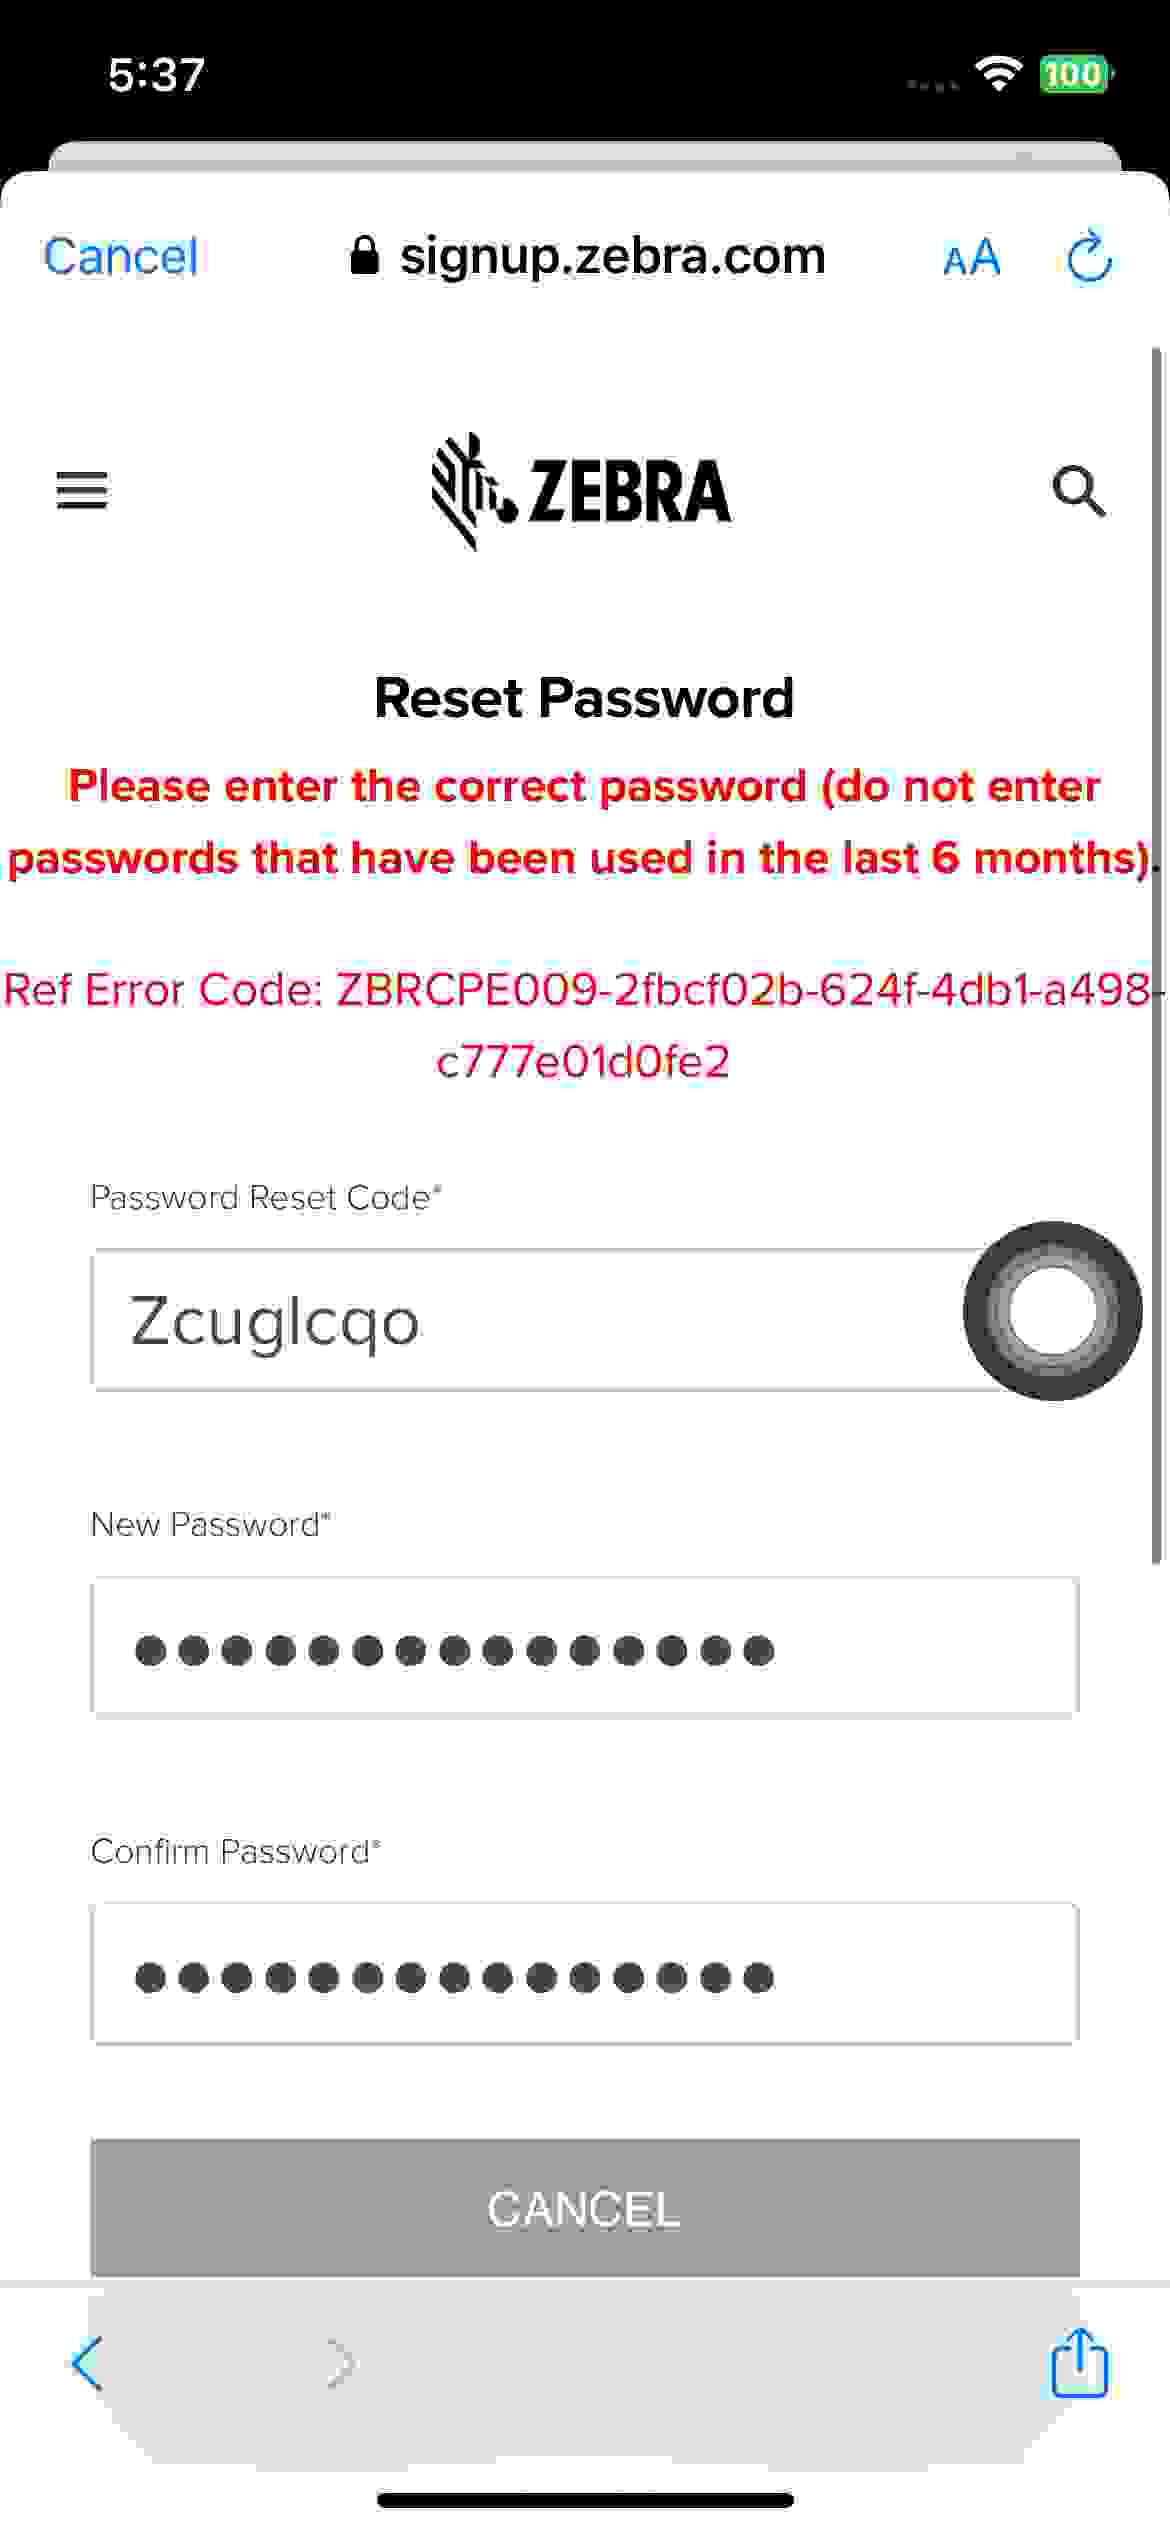 5:37
100
Cancel
signup.zebra.com
AA
ZEBRA
Reset Password
Please enter the correct password (do not enter
passwords that have been used in the last 6 months).
Ref Error Code: ZBRCPE009-2fbcf02b-624f-4db1-a498-
c777e01d0fe2
Password Reset Code*
Zcuglcqo
New Password*
Confirm Password*
CANCEL